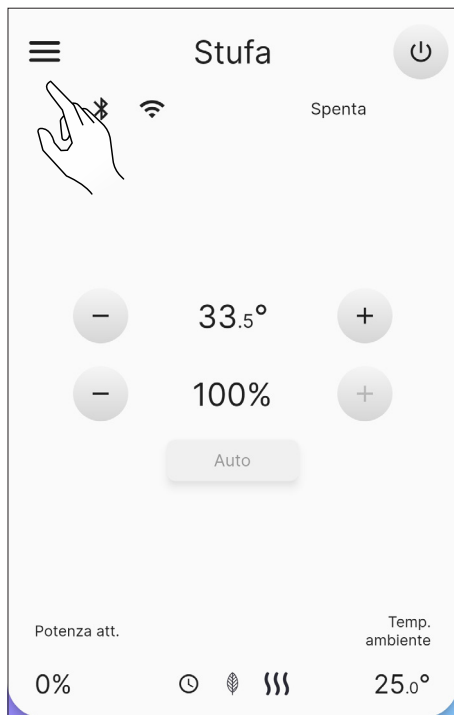 Stufa
Spenta
− 33.5° +
− 100% +
Auto
Potenza att.
Temp.
ambiente
0%
25.0°